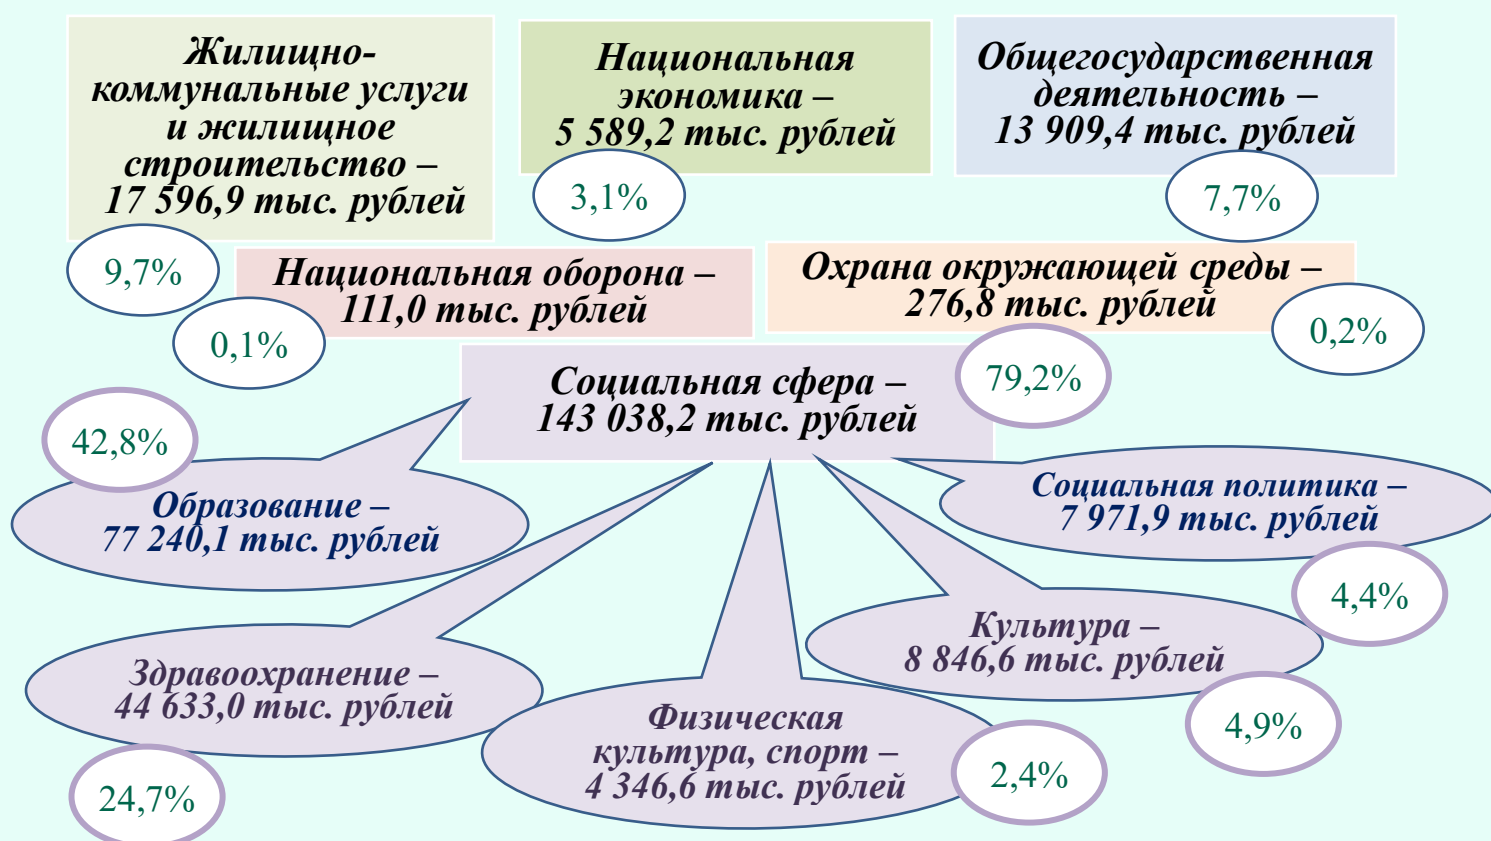 Жилищно-
коммунальные услуги
и жилищное
строительство –
17 596,9 тыс. рублей
9,7%
Национальная
экономика –
5 589,2 тыс. рублей
3,1%
Общегосударственная
деятельность –
13 909,4 тыс. рублей
7,7%
Национальная оборона –
111,0 тыс. рублей
0,1%
Охрана окружающей среды –
276,8 тыс. рублей
0,2%
Социальная сфера –
143 038,2 тыс. рублей
79,2%
42,8%
Образование –
77 240,1 тыс. рублей
Социальная политика –
7 971,9 тыс. рублей
4,4%
Здравоохранение –
44 633,0 тыс. рублей
24,7%
Физическая
культура, спорт –
4 346,6 тыс. рублей
2,4%
Культура –
8 846,6 тыс. рублей
4,9%